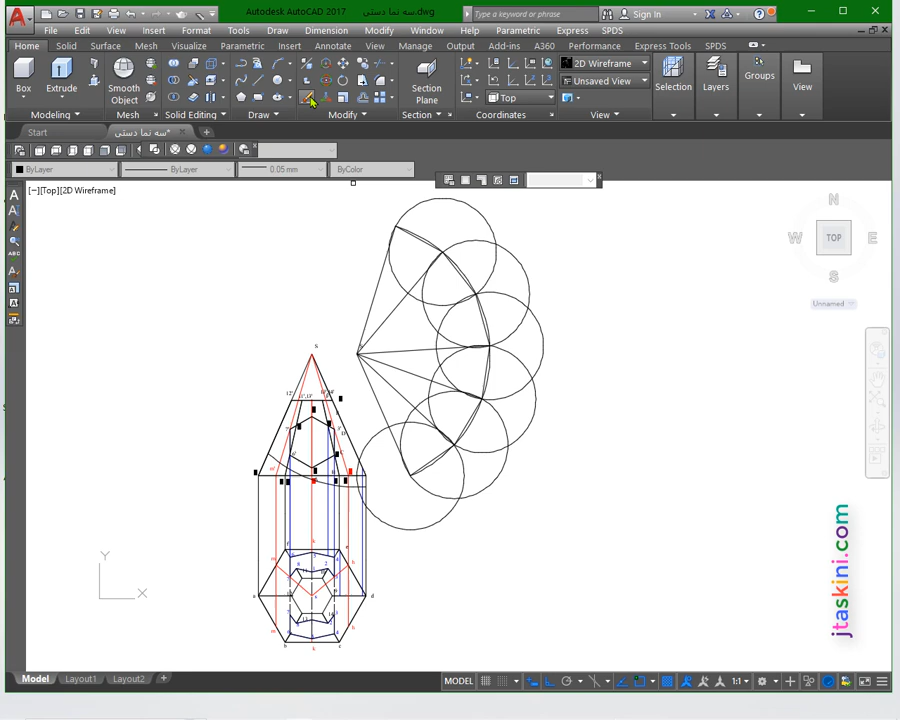 Autodesk AutoCAD 2017 سه نما دستی.dwg
Type a keyword or phrase
Sign In
File Edit View Insert Format Tools Draw Dimension Modify Window Help Parametric Express SPDS
Home Solid Surface Mesh Visualize Parametric Insert Annotate View Manage Output Add-ins A360 Performance Express Tools SPDS
Box
Extrude
Smooth Object
Section Plane
2D Wireframe
Unsaved View
Top
Selection
Layers
Groups
View
Modeling Mesh Solid Editing Draw Modify Section Coordinates View
Start
سه نما دستی*
ByLayer
ByLayer
0.05 mm
ByColor
[−][Top][2D Wireframe]
N
W
TOP
E
S
Unnamed
Y
X
jtaskini.com
Model Layout1 Layout2
MODEL
1:1